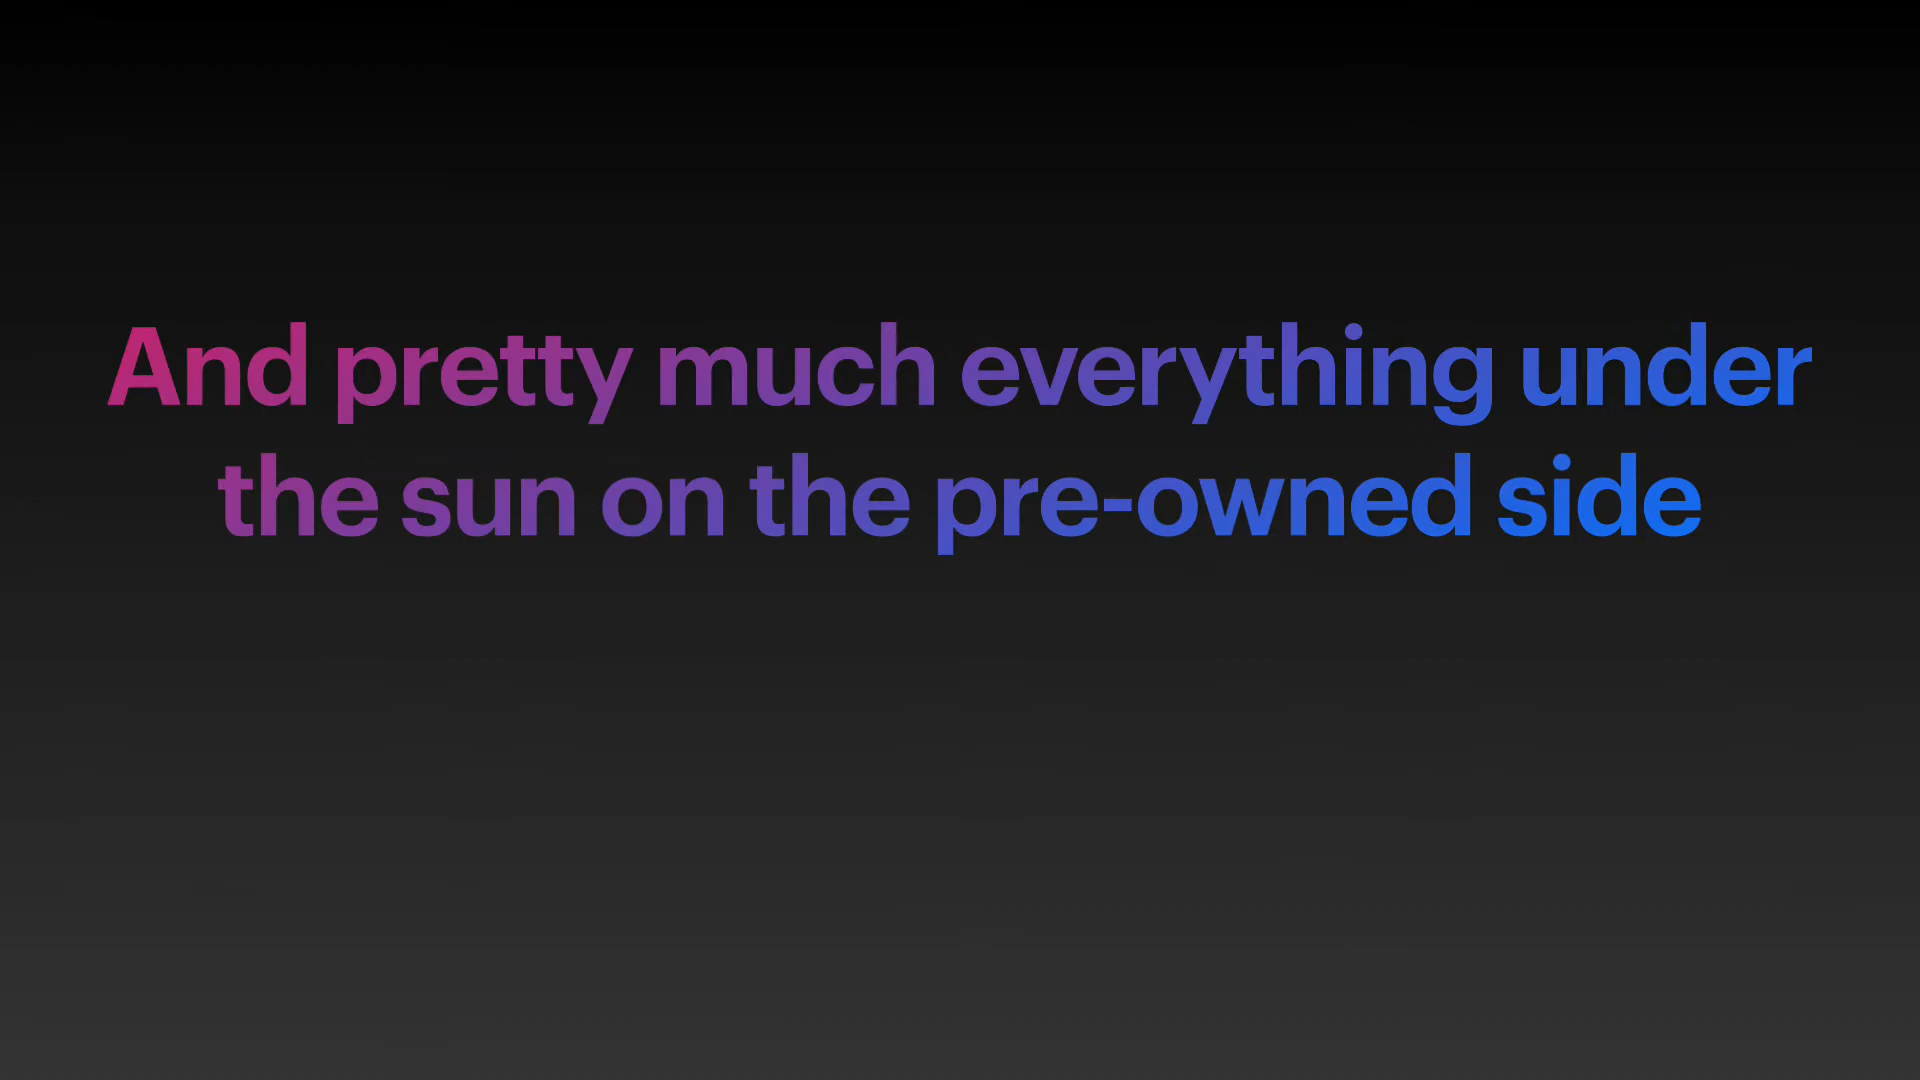 And pretty much everything under
the sun on the pre-owned side